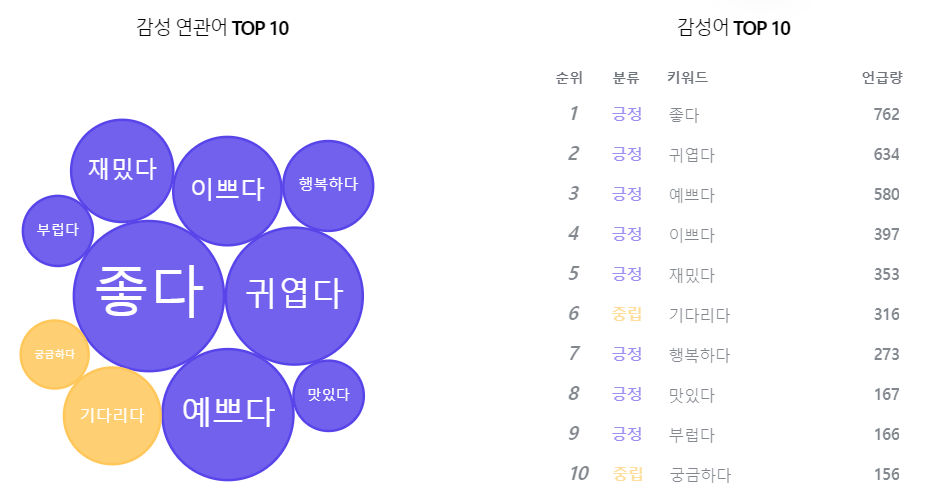 감성 연관어 TOP 10
재밌다
이쁘다
행복하다
부럽다
좋다
귀엽다
궁금하다
기다리다
예쁘다
맛있다
감성어 TOP 10
순위 분류 키워드 언급량
1 긍정 좋다 762
2 긍정 귀엽다 634
3 긍정 예쁘다 580
4 긍정 이쁘다 397
5 긍정 재밌다 353
6 중립 기다리다 316
7 긍정 행복하다 273
8 긍정 맛있다 167
9 긍정 부럽다 166
10 중립 궁금하다 156